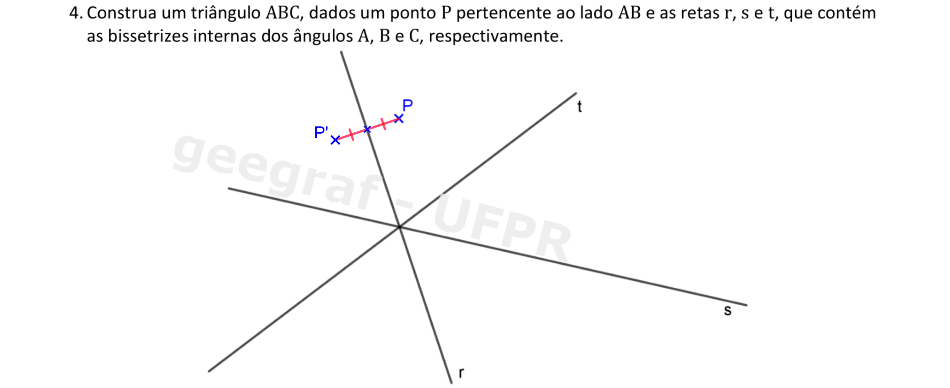 4. Construa um triângulo ABC, dados um ponto P pertencente ao lado AB e as retas r, s e t, que contém
as bissetrizes internas dos ângulos A, B e C, respectivamente.
P
t
P'
geegraf - UFPR
s
r